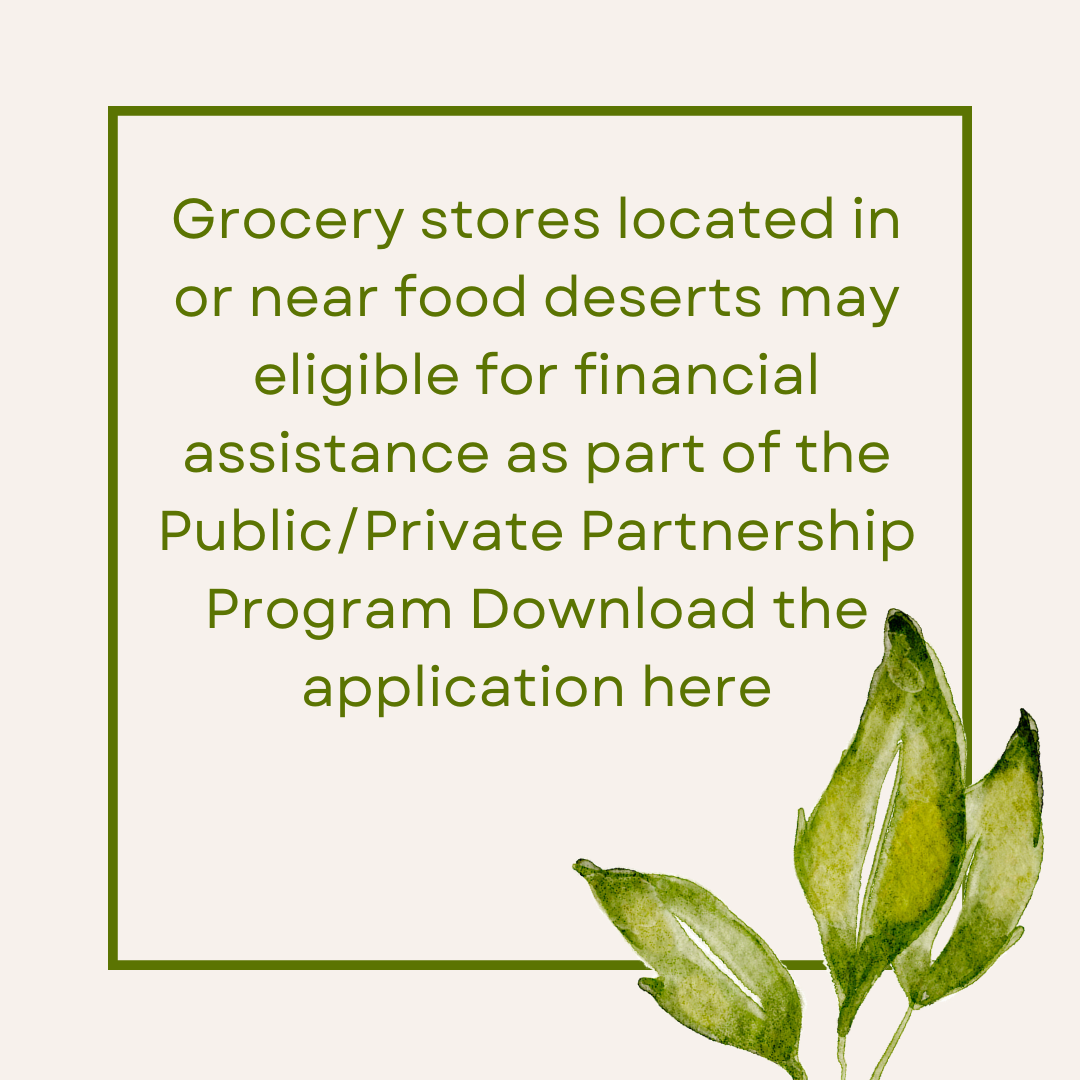 Grocery stores located in
or near food deserts may
eligible for financial
assistance as part of the
Public/Private Partnership
Program Download the
application here